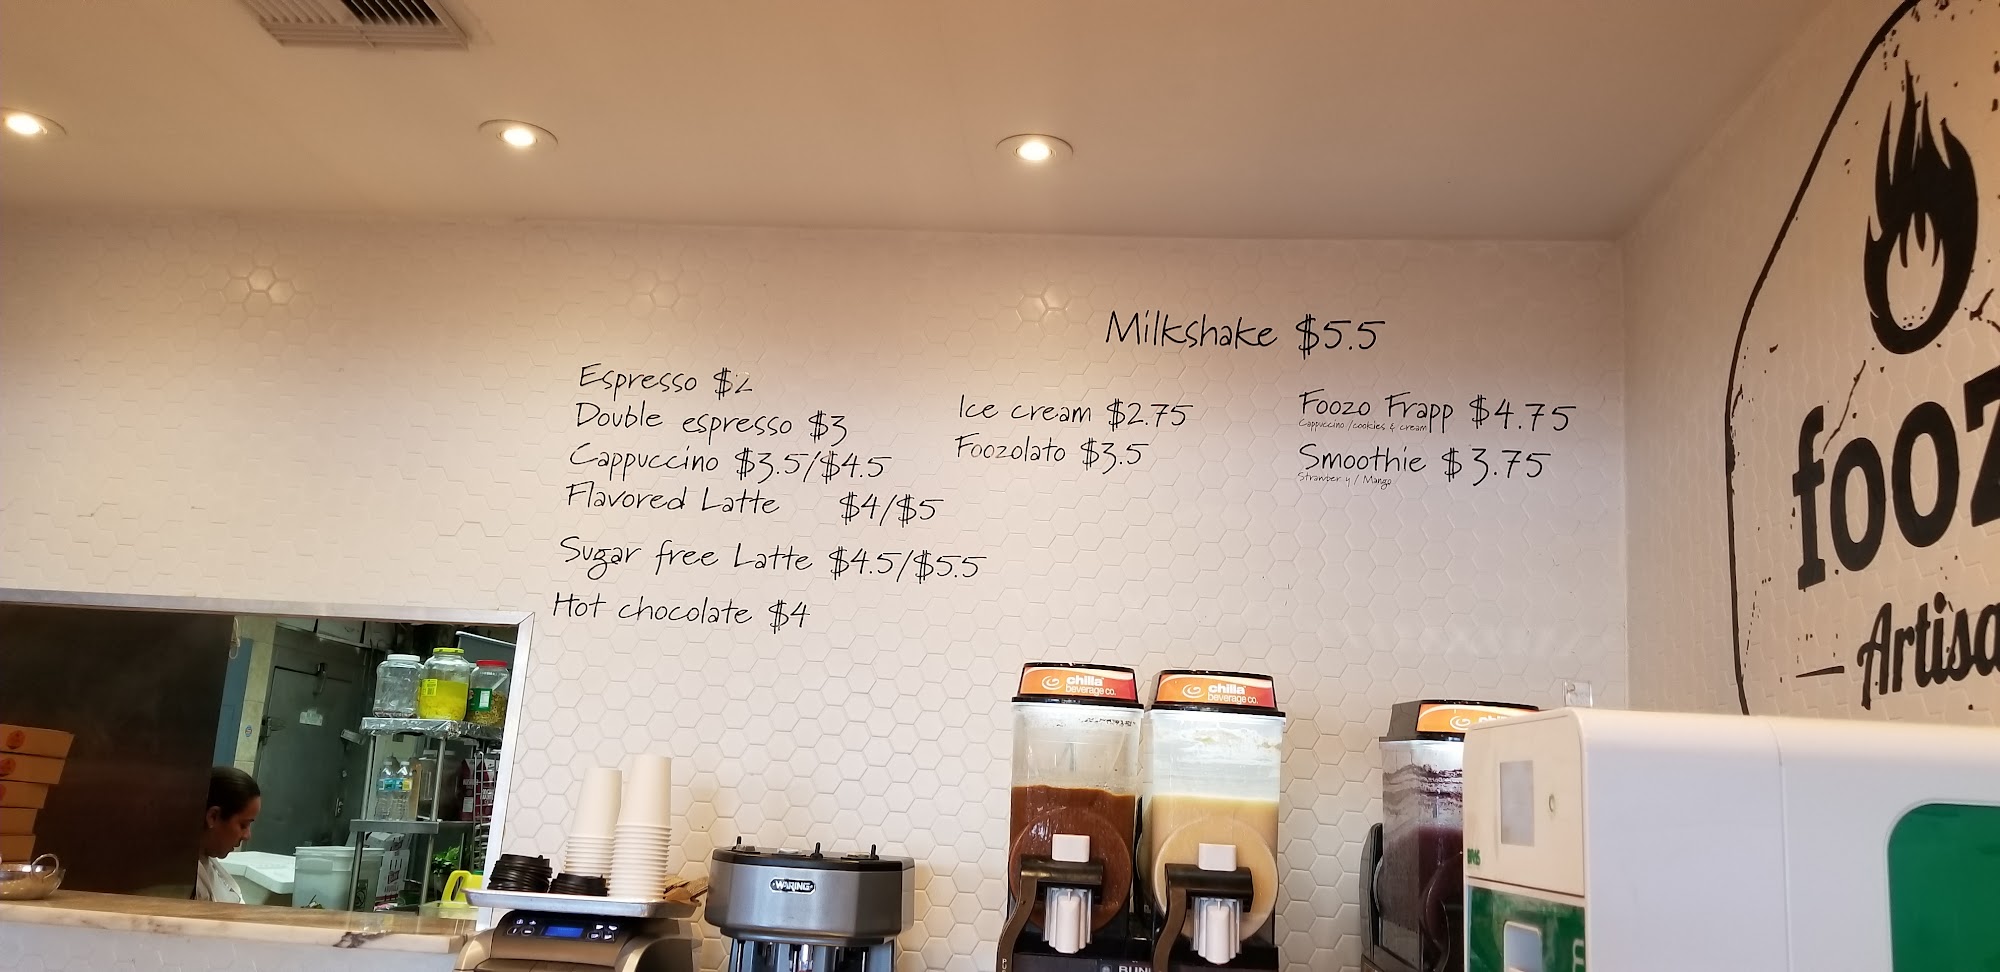 Milkshake $5.5
Espresso $2
Double espresso $3
Cappuccino $3.5/$4.5
Flavored Latte $4/$5
Sugar free Latte $4.5/$5.5
Hot chocolate $4
Ice cream $2.75
Foozolato $3.5
Foozo Frapp $4.75
Cappuccino /cookies & cream
Smoothie $3.75
Strawber y / Mango
fooz
Artisa
chilla
beverage co.
chilla
beverage co.
WARING